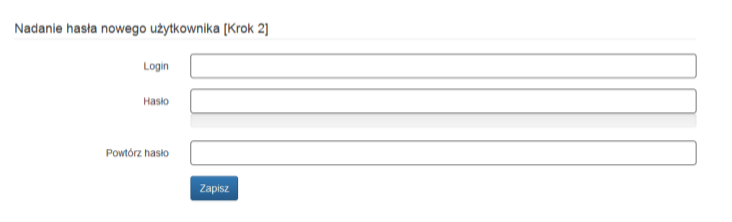 Nadanie hasła nowego użytkownika [Krok 2]
Login
Hasło
Powtórz hasło
Zapisz